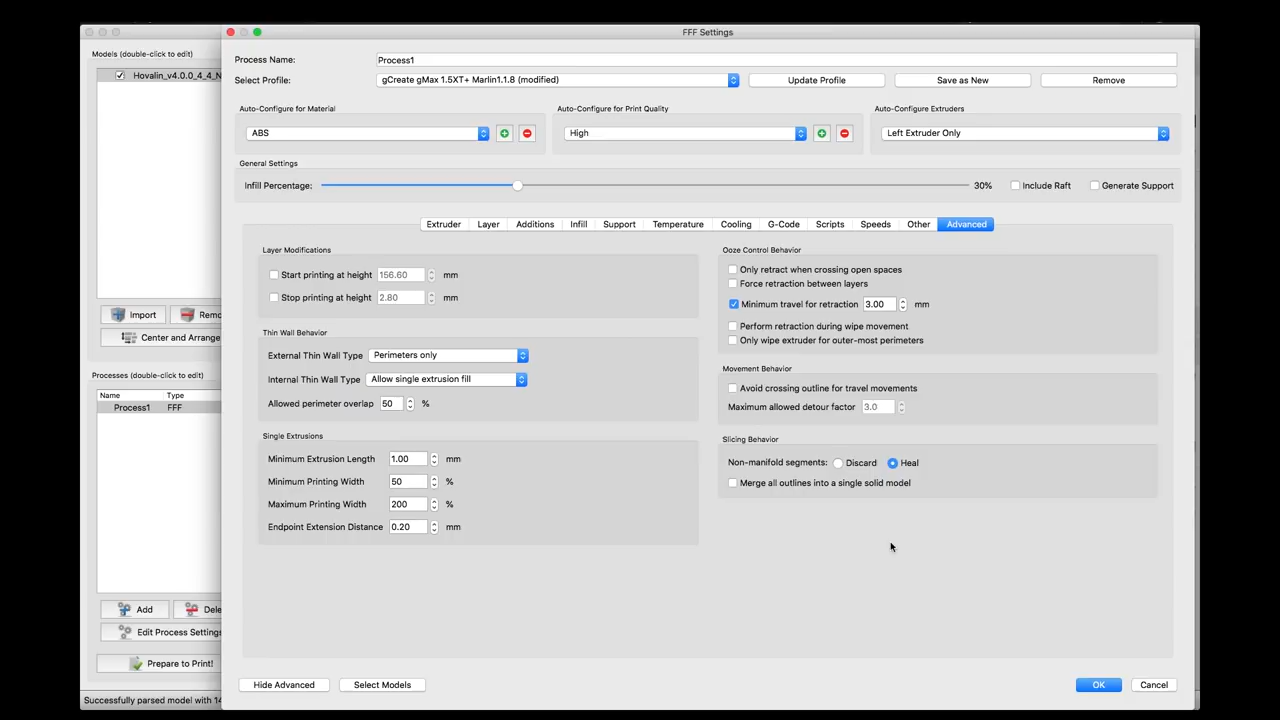 FFF Settings
Models (double-click to edit)
Hovalin_v4.0.0_4_4_N
Import
Remo
Center and Arrange
Processes (double-click to edit)
Name Type
Process1 FFF
Add
Dele
Edit Process Settings
Prepare to Print!
Successfully parsed model with 14
Process Name: Process1
Select Profile: gCreate gMax 1.5XT+ Marlin1.1.8 (modified) Update Profile Save as New Remove
Auto-Configure for Material Auto-Configure for Print Quality Auto-Configure Extruders
ABS High Left Extruder Only
General Settings
Infill Percentage: 30% Include Raft Generate Support
Extruder Layer Additions Infill Support Temperature Cooling G-Code Scripts Speeds Other Advanced
Layer Modifications
Start printing at height 156.60 mm
Stop printing at height 2.80 mm
Thin Wall Behavior
External Thin Wall Type Perimeters only
Internal Thin Wall Type Allow single extrusion fill
Allowed perimeter overlap 50 %
Single Extrusions
Minimum Extrusion Length 1.00 mm
Minimum Printing Width 50 %
Maximum Printing Width 200 %
Endpoint Extension Distance 0.20 mm
Ooze Control Behavior
Only retract when crossing open spaces
Force retraction between layers
Minimum travel for retraction 3.00 mm
Perform retraction during wipe movement
Only wipe extruder for outer-most perimeters
Movement Behavior
Avoid crossing outline for travel movements
Maximum allowed detour factor 3.0
Slicing Behavior
Non-manifold segments: Discard Heal
Merge all outlines into a single solid model
Hide Advanced Select Models OK Cancel